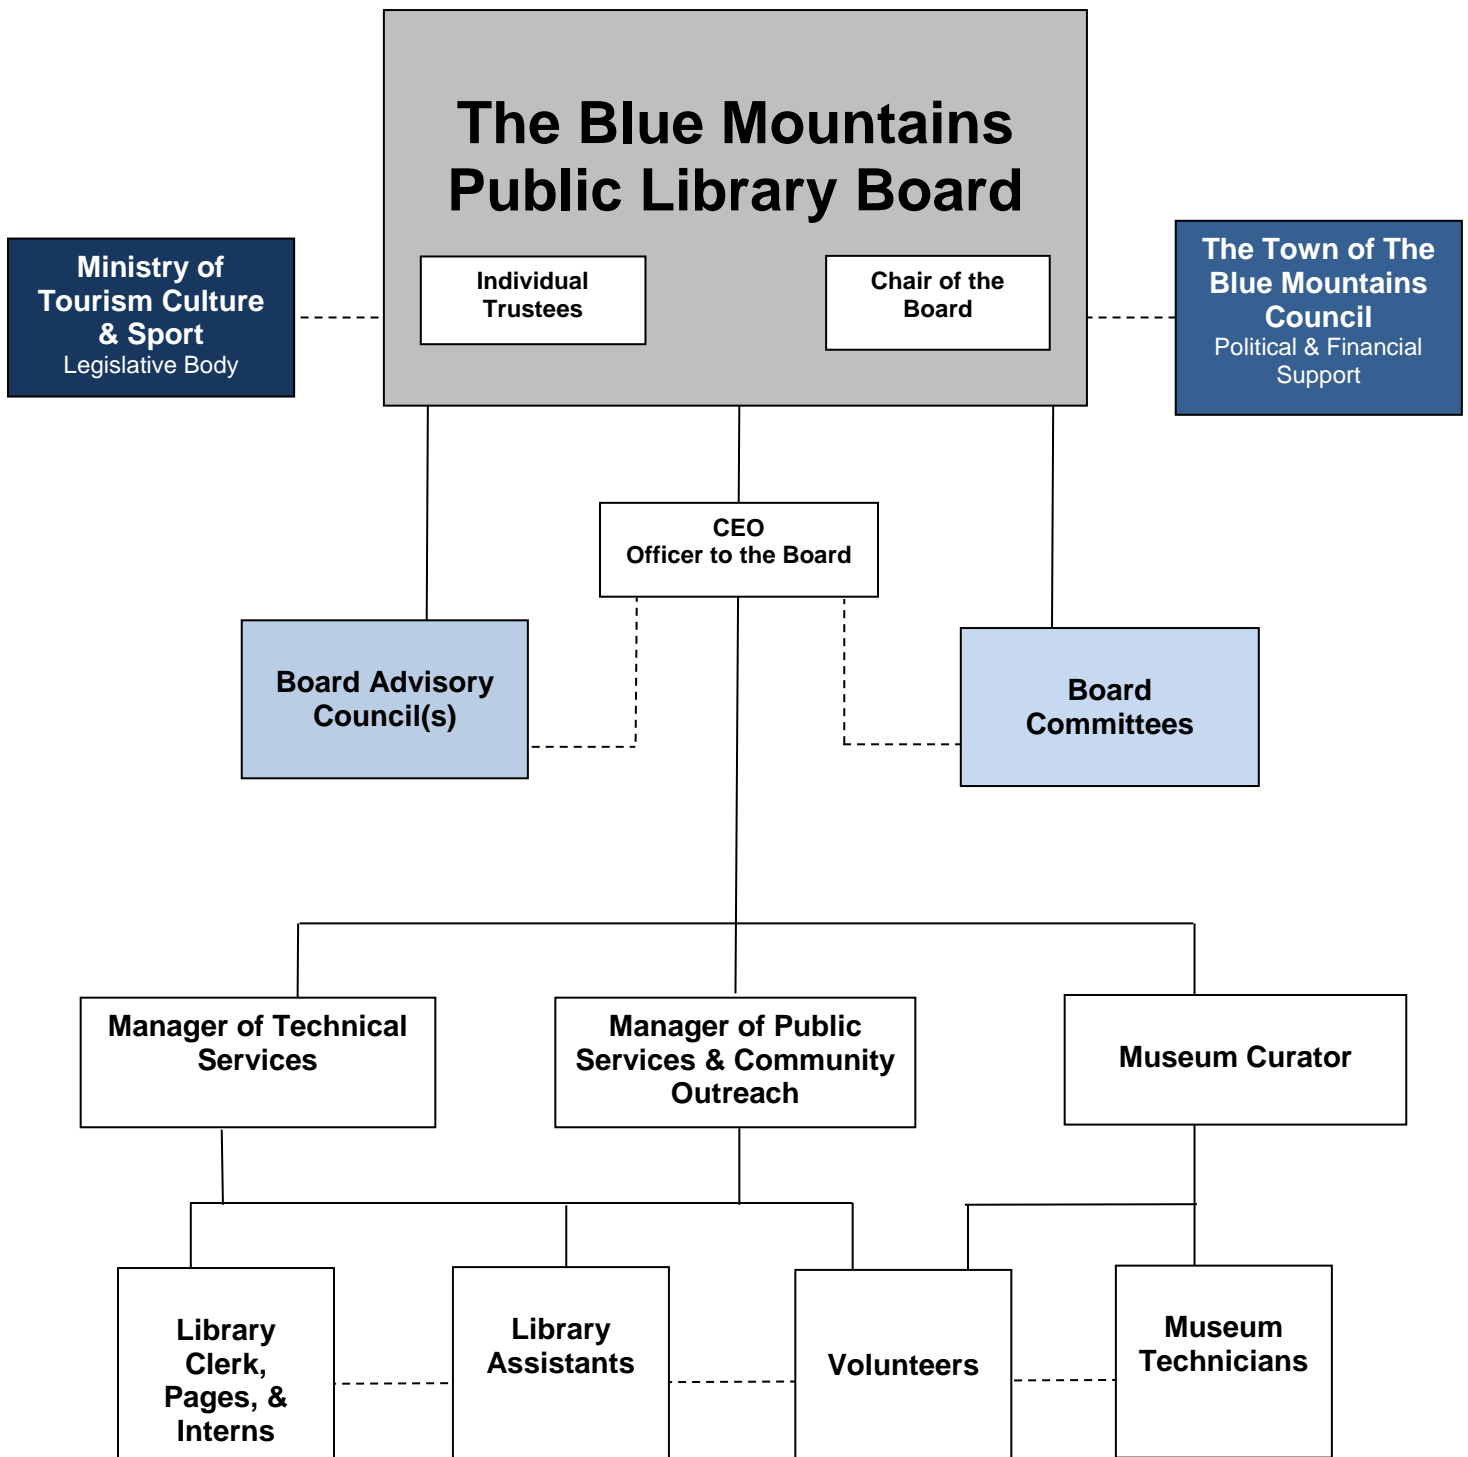 The Blue Mountains
Public Library Board
Ministry of
Tourism Culture
& Sport
Legislative Body
Individual
Trustees
Chair of the
Board
The Town of The
Blue Mountains
Council
Political & Financial
Support
CEO
Officer to the Board
Board Advisory
Council(s)
Board
Committees
Manager of Technical
Services
Manager of Public
Services & Community
Outreach
Museum Curator
Library
Clerk,
Pages, &
Interns
Library
Assistants
Volunteers
Museum
Technicians